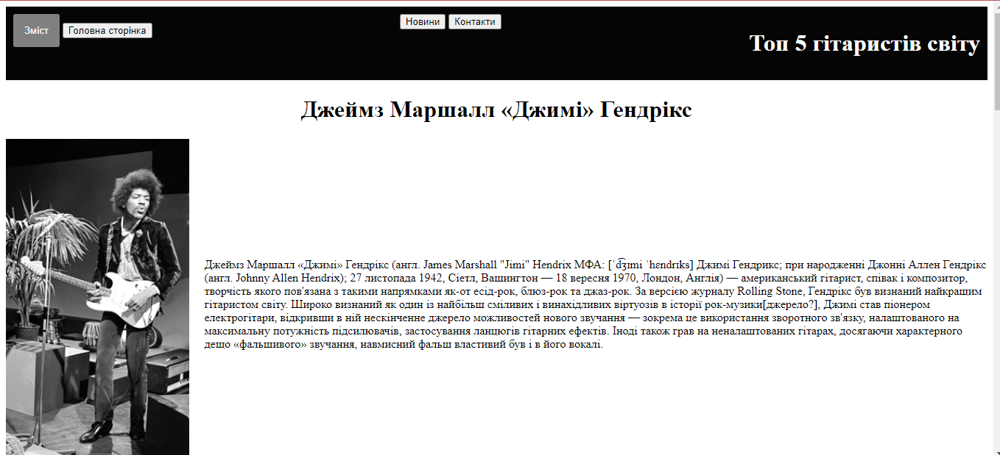 Зміст
Головна сторінка
Новини
Контакти
Топ 5 гітаристів світу
Джеймз Маршалл «Джимі» Гендрікс
Джеймз Маршалл «Джимі» Гендрікс (англ. James Marshall "Jimi" Hendrix МФА: [ˈd͡ʒɪmi ˈhɛndrɪks] Джимі Гендрикс; при народженні Джонні Аллен Гендрікс
(англ. Johnny Allen Hendrix); 27 листопада 1942, Сіетл, Вашингтон — 18 вересня 1970, Лондон, Англія) — американський гітарист, співак і композитор,
творчість якого пов'язана з такими напрямками як-от есід-рок, блюз-рок та джаз-рок. За версією журналу Rolling Stone, Гендрікс був визнаний найкращим
гітаристом світу. Широко визнаний як один із найбільш сміливих і винахідливих віртуозів в історії рок-музики[джерело?], Джимі став піонером
електрогітари, відкривши в ній нескінченне джерело можливостей нового звучання — зокрема це використання зворотного зв'язку, налаштованого на
максимальну потужність підсилювачів, застосування ланцюгів гітарних ефектів. Іноді також грав на неналаштованих гітарах, досягаючи характерного
дещо «фальшивого» звучання, навмисний фальш властивий був і в його вокалі.